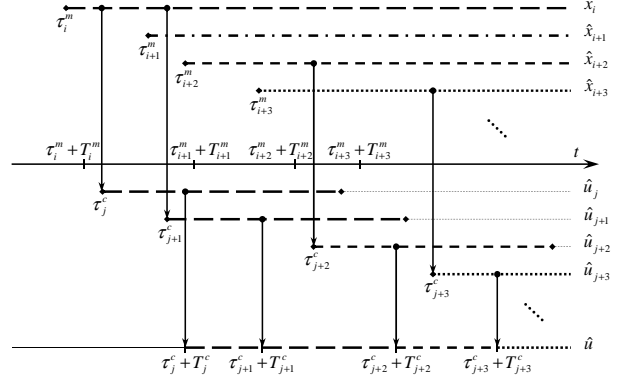 x_i
τ_i^m
x̂_{i+1}
τ_{i+1}^m
x̂_{i+2}
τ_{i+2}^m
x̂_{i+3}
τ_{i+3}^m
τ_i^m + T_i^m τ_{i+1}^m + T_{i+1}^m τ_{i+2}^m + T_{i+2}^m τ_{i+3}^m + T_{i+3}^m t
û_j
τ_j^c
û_{j+1}
τ_{j+1}^c
û_{j+2}
τ_{j+2}^c
û_{j+3}
τ_{j+3}^c
û
τ_j^c + T_j^c τ_{j+1}^c + T_{j+1}^c τ_{j+2}^c + T_{j+2}^c τ_{j+3}^c + T_{j+3}^c